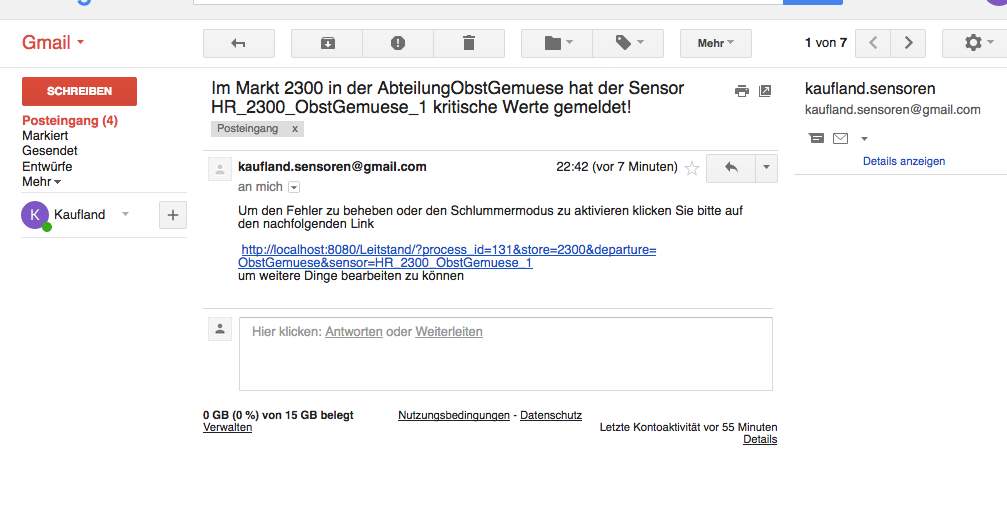 Gmail
Mehr
1 von 7
SCHREIBEN
Posteingang (4)
Markiert
Gesendet
Entwürfe
Mehr
K
Kaufland
+
Im Markt 2300 in der AbteilungObstGemuese hat der Sensor
HR_2300_ObstGemuese_1 kritische Werte gemeldet!
Posteingang x
kaufland.sensoren@gmail.com
22:42 (vor 7 Minuten)
an mich
Um den Fehler zu beheben oder den Schlummermodus zu aktivieren klicken Sie bitte auf
den nachfolgenden Link
http://localhost:8080/Leitstand/?process_id=131&store=2300&departure=
ObstGemuese&sensor=HR_2300_ObstGemuese_1
um weitere Dinge bearbeiten zu können
Hier klicken: Antworten oder Weiterleiten
0 GB (0 %) von 15 GB belegt
Verwalten
Nutzungsbedingungen - Datenschutz
Letzte Kontoaktivität vor 55 Minuten
Details
kaufland.sensoren
kaufland.sensoren@gmail.com
Details anzeigen